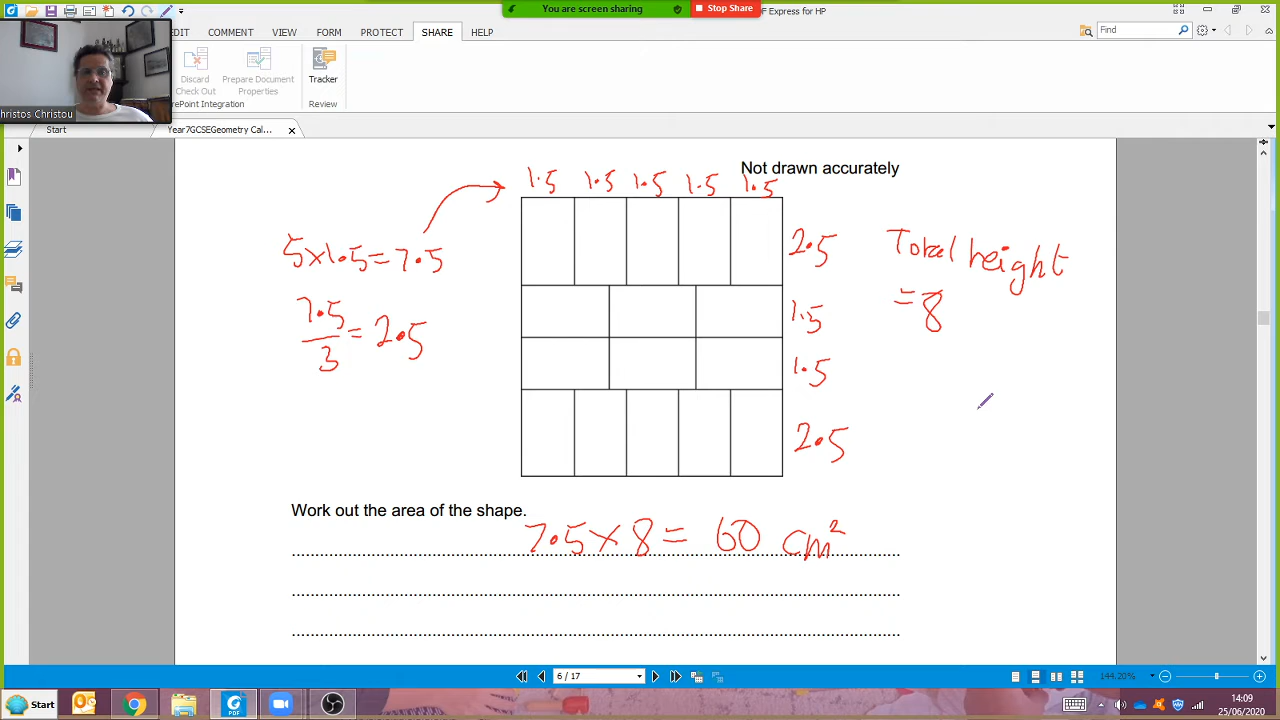 You are screen sharing
Stop Share
F Express for HP
EDIT COMMENT VIEW FORM PROTECT SHARE HELP
Find
Discard Check Out
Prepare Document Properties
Tracker
rePoint Integration
Review
hristos Christou
Start
Year7GCSEGeometry Cal...
Not drawn accurately
1.5 1.5 1.5 1.5 1.5
5×1.5=7.5
7.5
3
=2.5
2.5
1.5
1.5
2.5
Total height
=8
Work out the area of the shape.
7.5×8= 60 cm²
6 / 17
144.20%
Start
PDF
14:09
25/06/2020